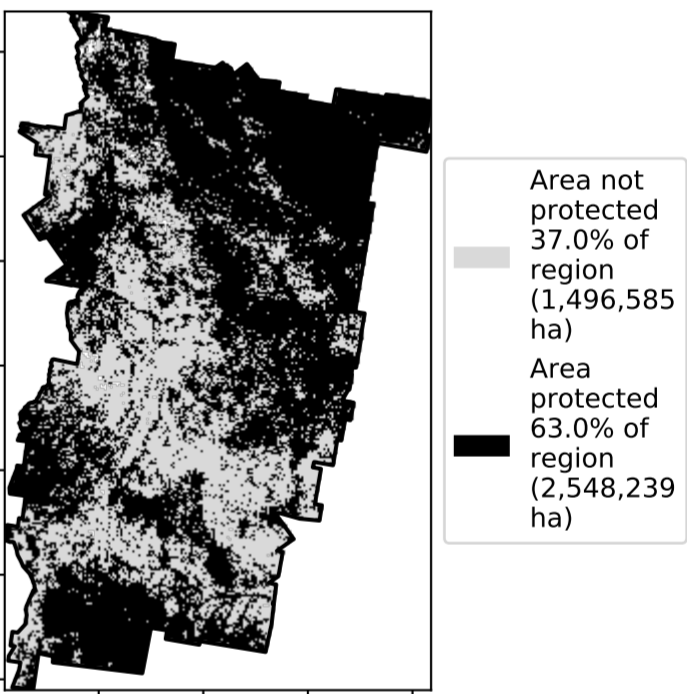 Area not
protected
37.0% of
region
(1,496,585
ha)
Area
protected
63.0% of
region
(2,548,239
ha)